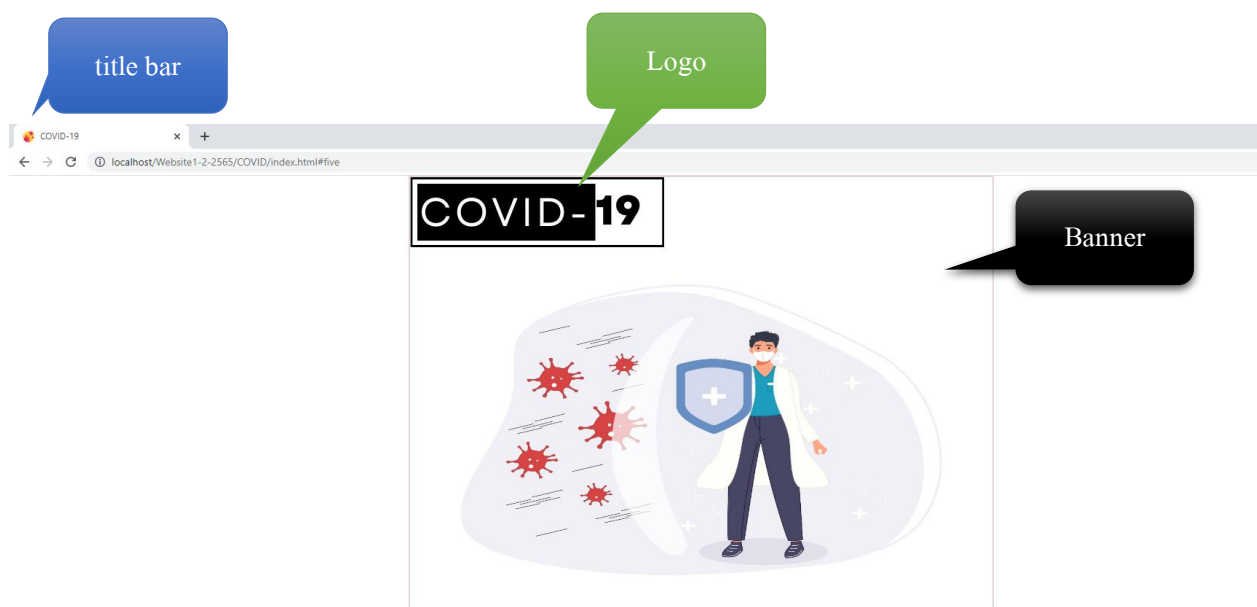 title bar
Logo
COVID-19
localhost/Website1-2-2565/COVID/index.html#five
COVID-19
Banner